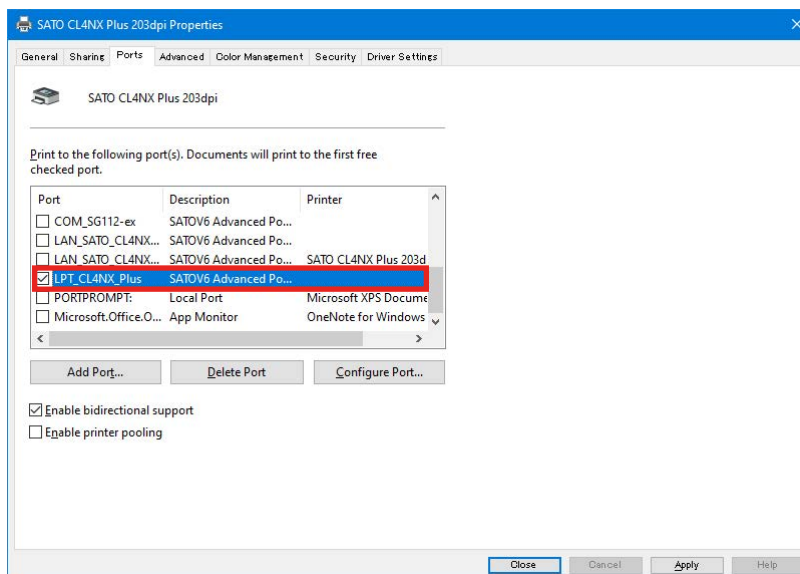 SATO CL4NX Plus 203dpi Properties
General Sharing Ports Advanced Color Management Security Driver Settings
SATO CL4NX Plus 203dpi
Print to the following port(s). Documents will print to the first free
checked port.
Port Description Printer
COM_SG112-ex SATOV6 Advanced Po...
LAN_SATO_CL4NX... SATOV6 Advanced Po...
LAN_SATO_CL4NX... SATOV6 Advanced Po... SATO CL4NX Plus 203d
LPT_CL4NX_Plus SATOV6 Advanced Po...
PORTPROMPT: Local Port Microsoft XPS Docume
Microsoft.Office.O... App Monitor OneNote for Windows
Add Port... Delete Port Configure Port...
Enable bidirectional support
Enable printer pooling
Close Cancel Apply Help